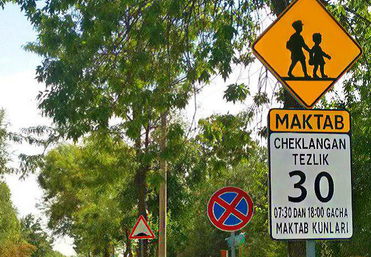 MAKTAB
CHEKLANGAN
TEZLIK
30
07:30 DAN 18:00 GACHA
MAKTAB KUNLARI